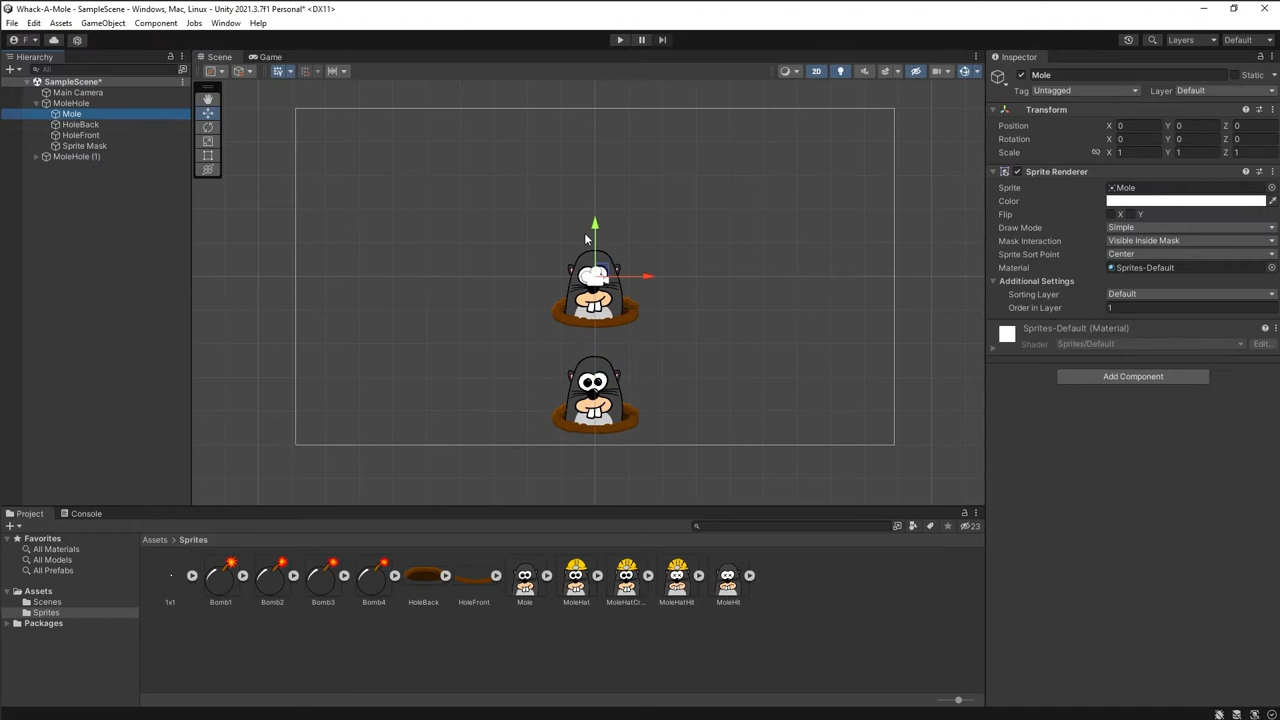 Whack-A-Mole - SampleScene - Windows, Mac, Linux - Unity 2021.3.7f1 Personal* <DX11>
File Edit Assets GameObject Component Jobs Window Help
F Layers Default
Hierarchy Scene Game Inspector
All 2D Mole Static
SampleScene* Tag Untagged Layer Default
Main Camera
MoleHole
Mole
HoleBack
HoleFront
Sprite Mask
MoleHole (1)
Transform
Position X 0 Y 0 Z 0
Rotation X 0 Y 0 Z 0
Scale X 1 Y 1 Z 1
Sprite Renderer
Sprite Mole
Color
Flip X Y
Draw Mode Simple
Mask Interaction Visible Inside Mask
Sprite Sort Point Center
Material Sprites-Default
Additional Settings
Sorting Layer Default
Order in Layer 1
Sprites-Default (Material)
Shader Sprites/Default Edit...
Add Component
Project Console
23
Favorites
All Materials
All Models
All Prefabs
Assets
Scenes
Sprites
Packages
Assets > Sprites
1x1 Bomb1 Bomb2 Bomb3 Bomb4 HoleBack HoleFront Mole MoleHat MoleHatCr... MoleHatHit MoleHit